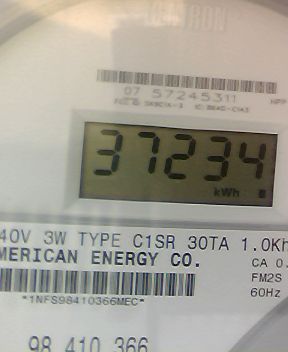 07 57245311
37234
kWh
40V 3W TYPE C1SR 30TA 1.0Kh
MERICAN ENERGY CO.
CA 0.
FM2S
60Hz
*1NFS98410366MEC*
98 410 366